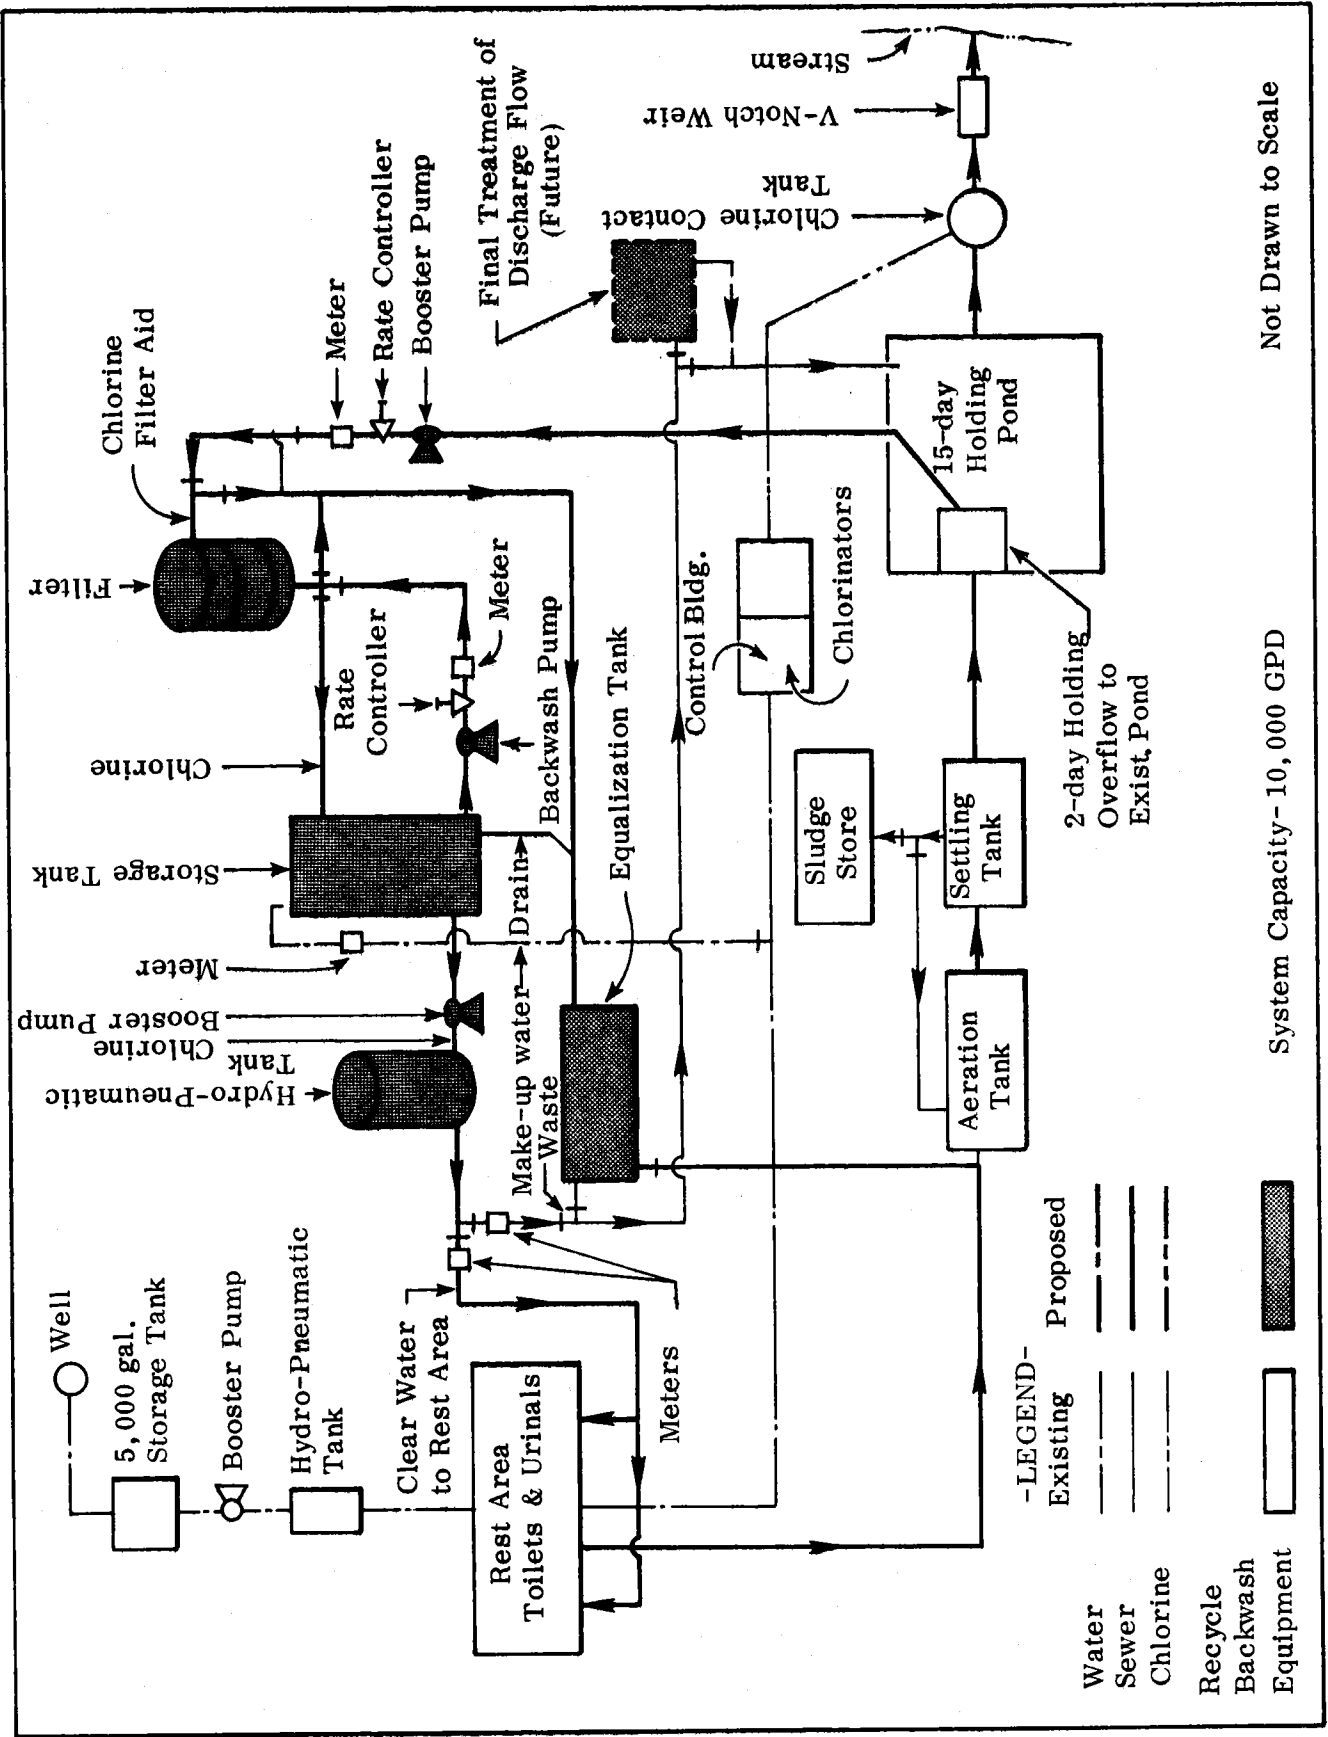 Well
5,000 gal.
Storage Tank
Booster Pump
Hydro-Pneumatic
Tank
Clear Water
to Rest Area
Rest Area
Toilets & Urinals
Meters
Hydro-Pneumatic
Tank
Chlorine
Booster Pump
Meter
Storage Tank
Chlorine
Filter
Chlorine
Filter Aid
Meter
Rate Controller
Booster Pump
Rate
Controller
Meter
Backwash Pump
Make-up water
Drain
Waste
Equalization Tank
Final Treatment of
Discharge Flow
(Future)
Control Bldg.
Chlorinators
Chlorine Contact
Tank
V-Notch Weir
Stream
15-day
Holding
Pond
2-day Holding
Overflow to
Exist. Pond
Sludge
Store
Settling
Tank
Aeration
Tank
-LEGEND-
Existing
Proposed
Water
Sewer
Chlorine
Recycle
Backwash
Equipment
System Capacity-10,000 GPD
Not Drawn to Scale